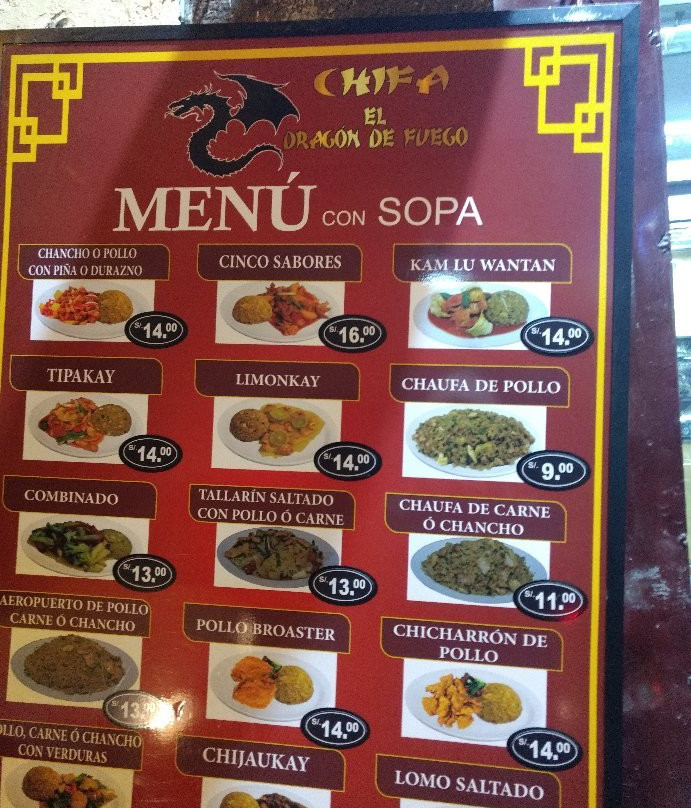 CHIFA
EL
DRAGÓN DE FUEGO
MENÚ CON SOPA
CHANCHO O POLLO
CON PIÑA O DURAZNO
S/. 14.00
CINCO SABORES
S/. 16.00
KAM LU WANTAN
S/. 14.00
TIPAKAY
S/. 14.00
LIMONKAY
S/. 14.00
CHAUFA DE POLLO
S/. 9.00
COMBINADO
S/. 13.00
TALLARÍN SALTADO
CON POLLO Ó CARNE
S/. 13.00
CHAUFA DE CARNE
Ó CHANCHO
S/. 11.00
AEROPUERTO DE POLLO
CARNE Ó CHANCHO
S/. 13.00
POLLO BROASTER
S/. 14.00
CHICHARRÓN DE
POLLO
S/. 14.00
OLLO, CARNE Ó CHANCHO
CON VERDURAS
CHIJAUKAY
LOMO SALTADO